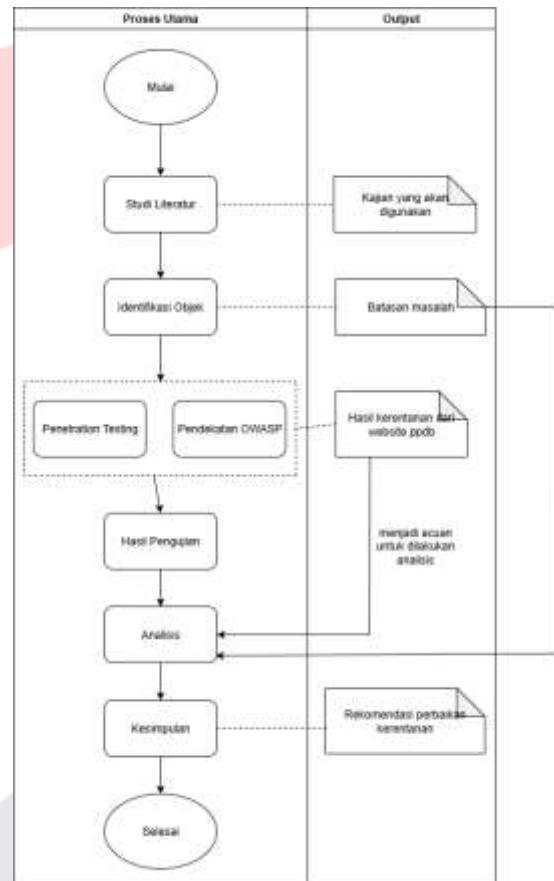 Proses Utama
Output
Mulai
Studi Literatur
Kajian yang akan
digunakan
Identifikasi Objek
Batasan masalah
Penetration Testing
Pendekatan OWASP
Hasil kerentanan dari
website ppdb
Hasil Pengujian
menjadi acuan
untuk dilakukan
analisis
Analisis
Kesimpulan
Rekomendasi perbaikan
kerentanan
Selesai